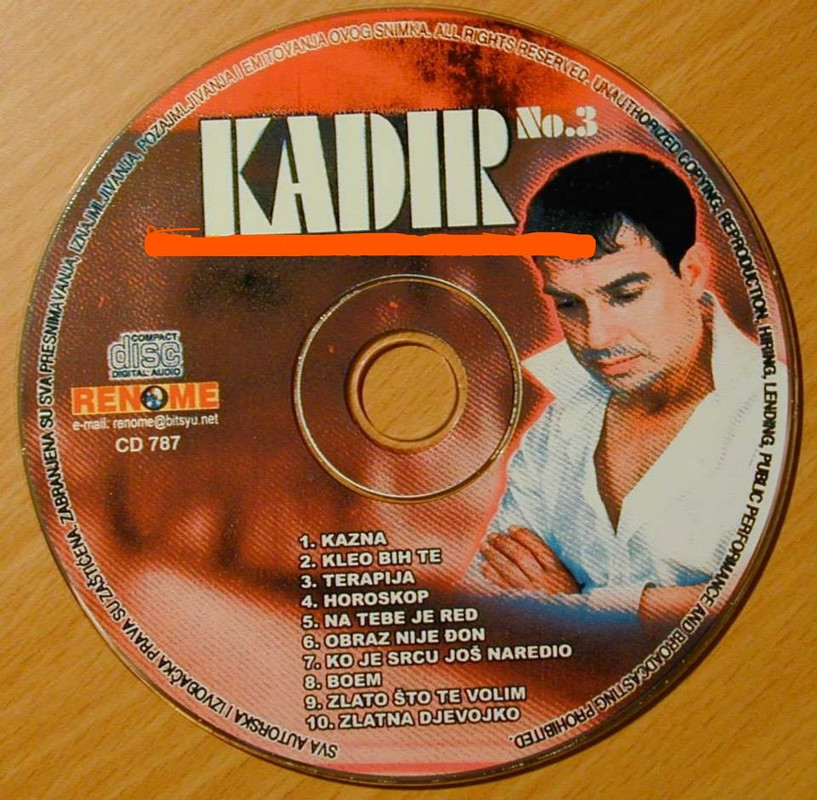 SVA AUTORSKA I IZVOĐAČKA PRAVA SU ZAŠTIĆENA. ZABRANJENA SU SVA PRESNIMAVANJA, IZNAJMLJIVANJA, POZAJMLJIVANJA I EMITOVANJA OVOG SNIMKA. ALL RIGHTS RESERVED. UNAUTHORIZED COPYING, REPRODUCTION, HIRING, LENDING, PUBLIC PERFORMANCE AND BROADCASTING PROHIBITED.
KADIR No.3
COMPACT
disc
DIGITAL AUDIO
RENOME
e-mail: renome@bitsyu.net
CD 787
1. KAZNA
2. KLEO BIH TE
3. TERAPIJA
4. HOROSKOP
5. NA TEBE JE RED
6. OBRAZ NIJE ĐON
7. KO JE SRCU JOŠ NAREDIO
8. BOEM
9. ZLATO ŠTO TE VOLIM
10. ZLATNA DJEVOJKO